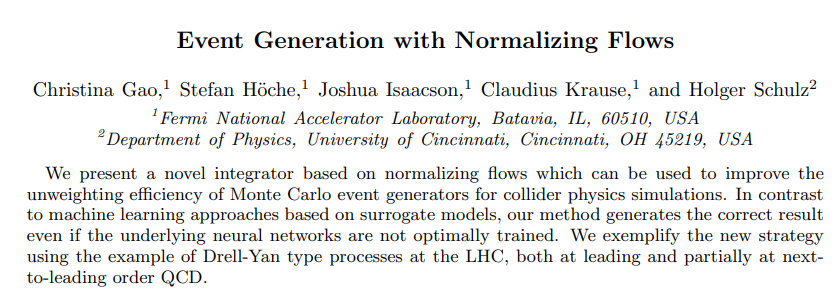 Event Generation with Normalizing Flows
Christina Gao,1 Stefan Höche,1 Joshua Isaacson,1 Claudius Krause,1 and Holger Schulz2
1Fermi National Accelerator Laboratory, Batavia, IL, 60510, USA
2Department of Physics, University of Cincinnati, Cincinnati, OH 45219, USA
We present a novel integrator based on normalizing flows which can be used to improve the
unweighting efficiency of Monte Carlo event generators for collider physics simulations. In contrast
to machine learning approaches based on surrogate models, our method generates the correct result
even if the underlying neural networks are not optimally trained. We exemplify the new strategy
using the example of Drell-Yan type processes at the LHC, both at leading and partially at next-
to-leading order QCD.